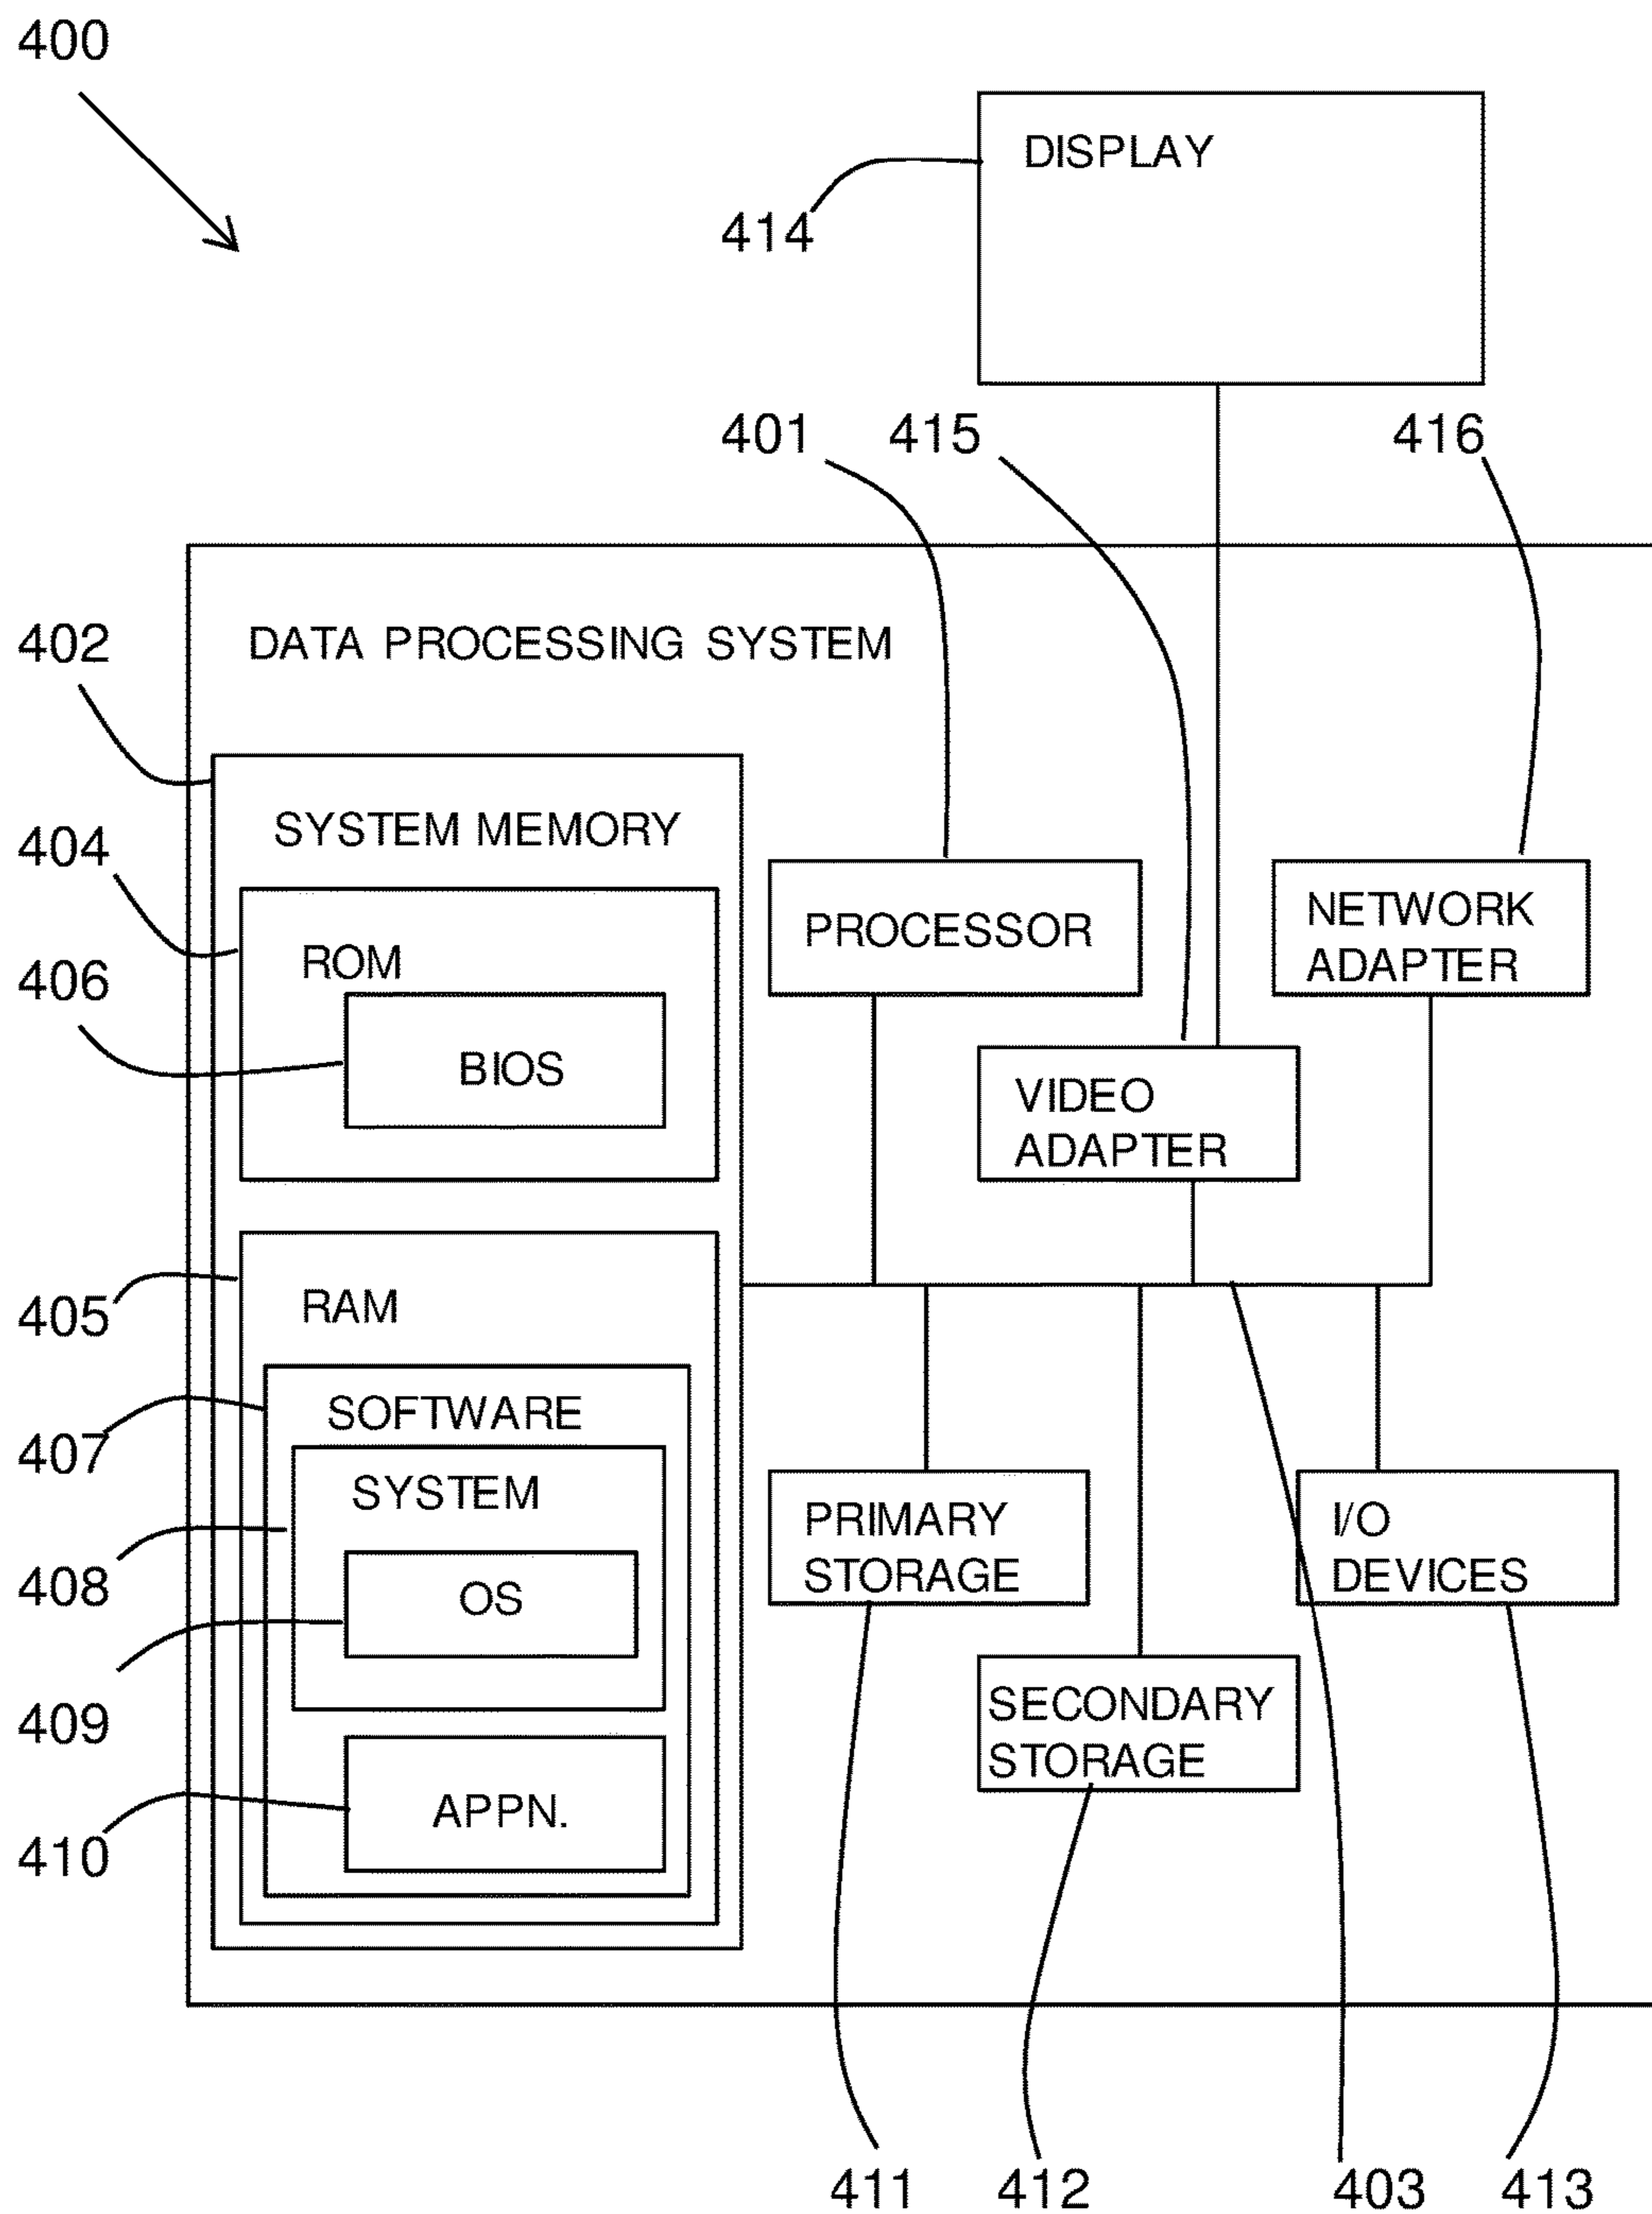 400
DISPLAY
414
401
415
416
402
DATA PROCESSING SYSTEM
SYSTEM MEMORY
404
PROCESSOR
NETWORK
ADAPTER
ROM
406
BIOS
VIDEO
ADAPTER
405
RAM
SOFTWARE
407
SYSTEM
PRIMARY
STORAGE
I/O
DEVICES
408
OS
409
SECONDARY
STORAGE
APPN.
410
411
412
403
413